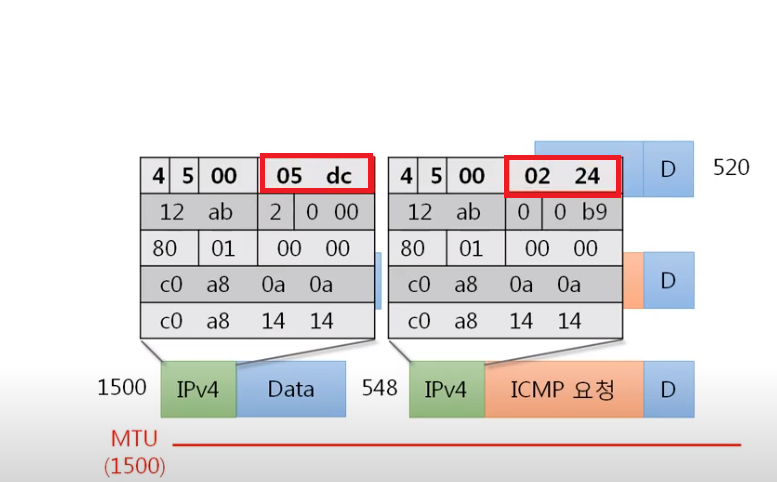 4 5 00 05 dc
12 ab 2 0 00
80 01 00 00
c0 a8 0a 0a
c0 a8 14 14
4 5 00 02 24
12 ab 0 0 b9
80 01 00 00
c0 a8 0a 0a
c0 a8 14 14
D 520
D
1500 IPv4 Data
548 IPv4 ICMP 요청 D
MTU
(1500)